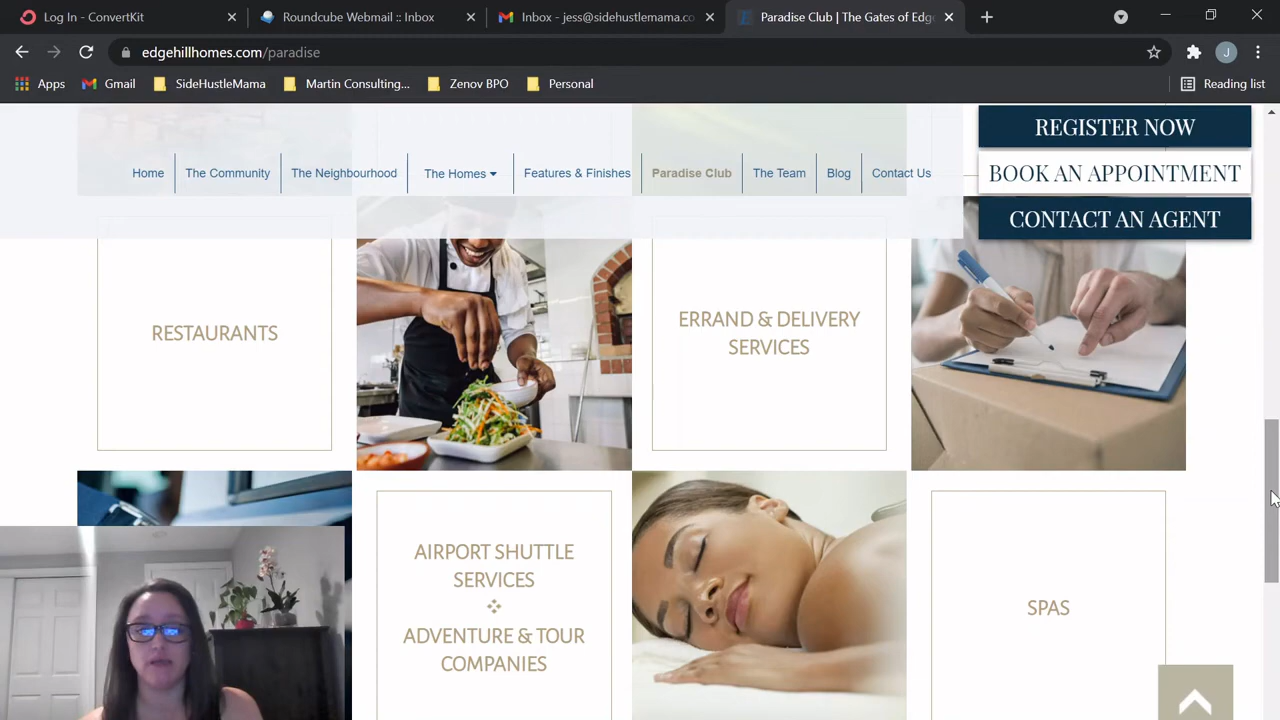 Log In - ConvertKit
Roundcube Webmail :: Inbox
Inbox - jess@sidehustlemama.co
Paradise Club | The Gates of Edge
edgehillhomes.com/paradise
J
Apps
Gmail
SideHustleMama
Martin Consulting...
Zenov BPO
Personal
Reading list
Home
The Community
The Neighbourhood
The Homes
Features & Finishes
Paradise Club
The Team
Blog
Contact Us
REGISTER NOW
BOOK AN APPOINTMENT
CONTACT AN AGENT
RESTAURANTS
ERRAND & DELIVERY
SERVICES
AIRPORT SHUTTLE
SERVICES
ADVENTURE & TOUR
COMPANIES
SPAS